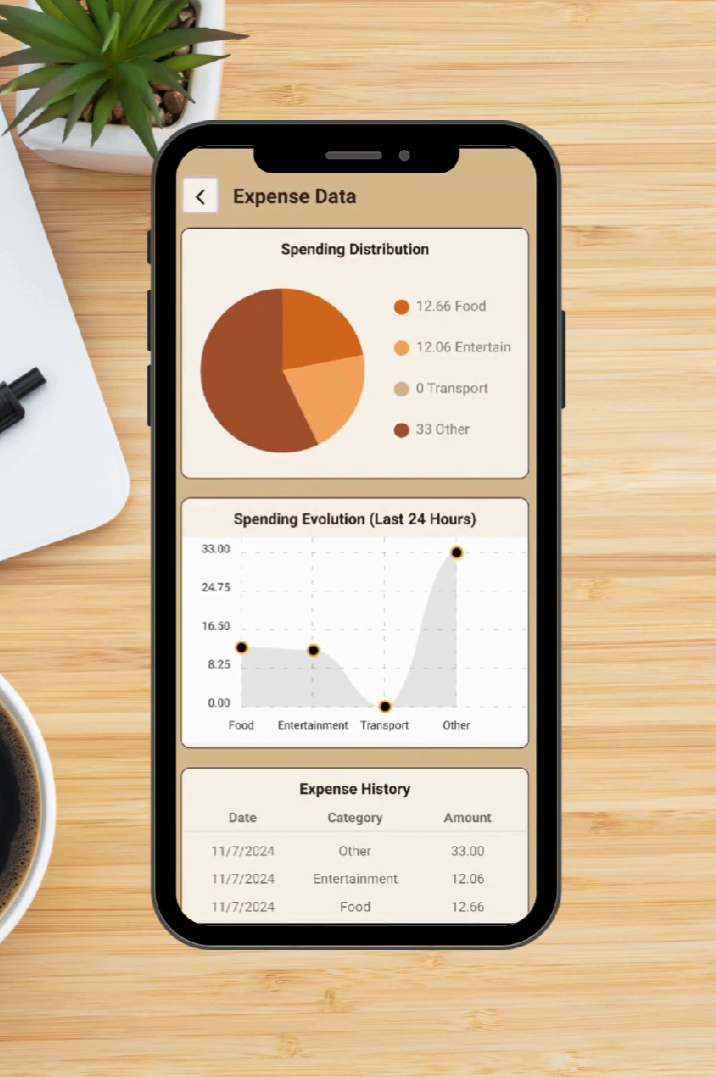 Expense Data
Spending Distribution
12.66 Food
12.06 Entertain
0 Transport
33 Other
Spending Evolution (Last 24 Hours)
33.00
24.75
16.50
8.25
0.00
Food Entertainment Transport Other
Expense History
Date Category Amount
11/7/2024 Other 33.00
11/7/2024 Entertainment 12.06
11/7/2024 Food 12.66